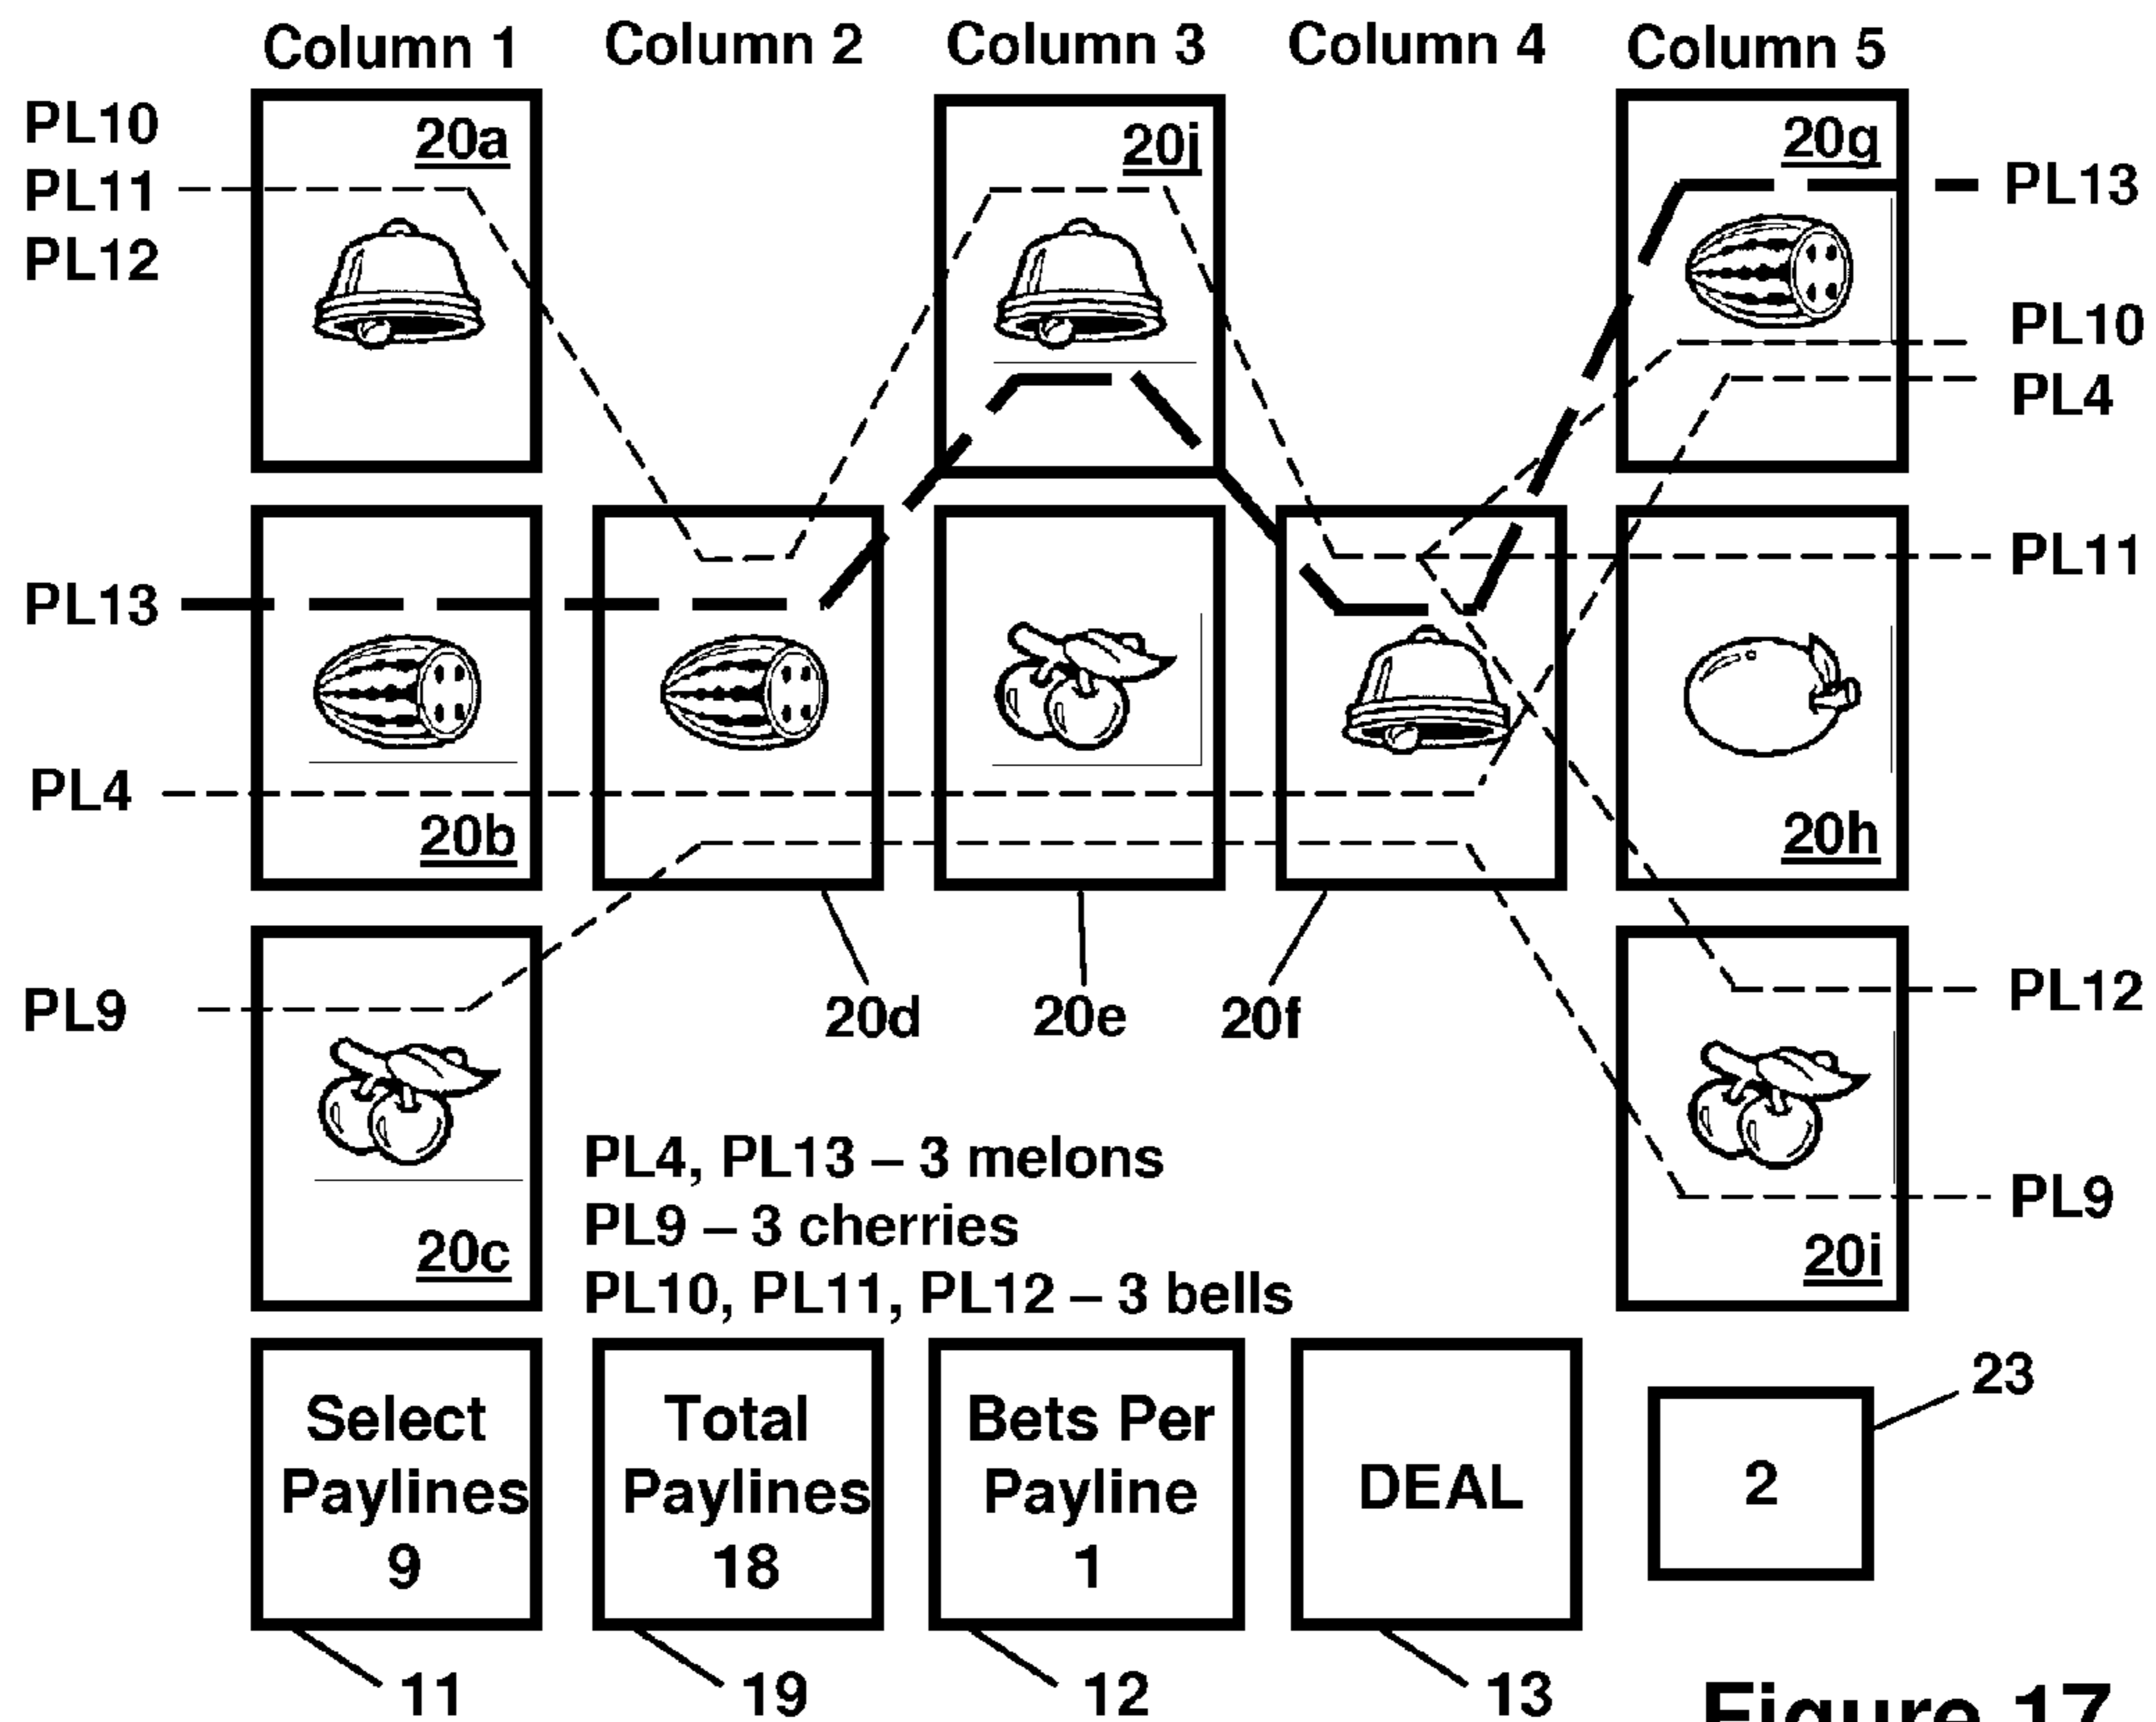 Column 1 Column 2 Column 3 Column 4 Column 5
PL10
20a
20j
20g
PL11
PL13
PL12
PL10
PL4
PL11
PL13
PL4
20b
20h
PL9
20d
20e
20f
PL12
PL4, PL13 – 3 melons
PL9 – 3 cherries
PL9
20c
20i
PL10, PL11, PL12 – 3 bells
Select
Paylines
9
Total
Paylines
18
Bets Per
Payline
1
DEAL
2
23
11
19
12
13
Figure 17